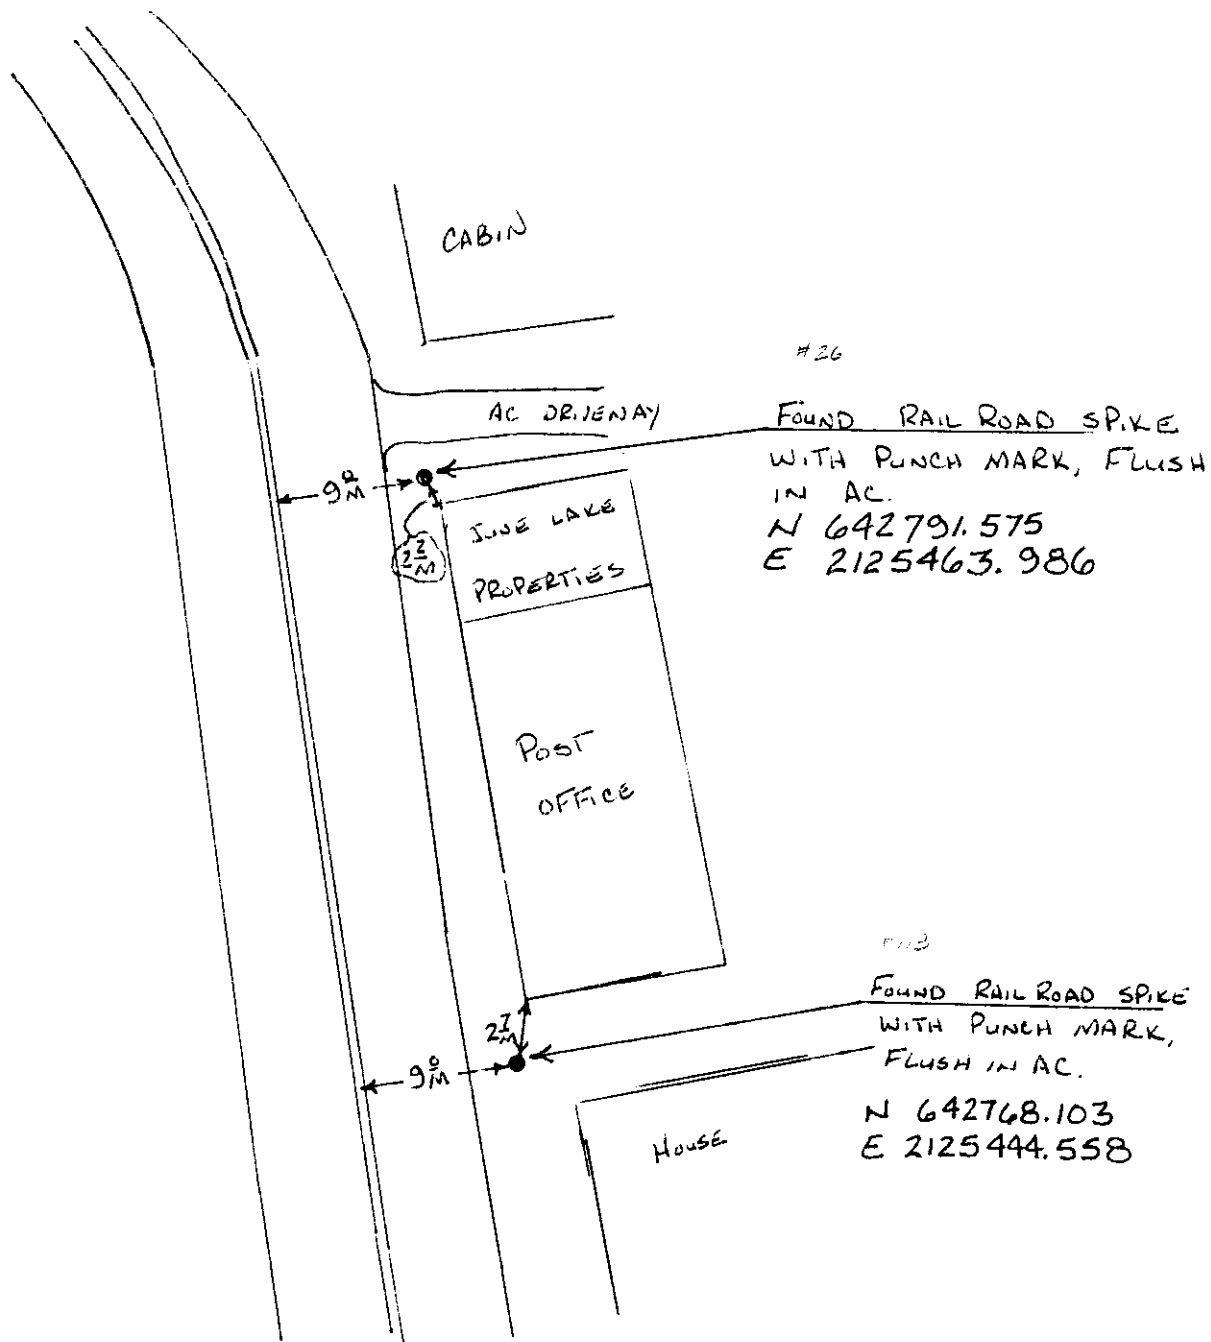 CABIN
#26
AC DRIVEWAY
FOUND RAIL ROAD SPIKE
WITH PUNCH MARK, FLUSH
IN AC.
N 642791.575
E 2125463.986
9 0/M
2 2/M
JUNE LAKE
PROPERTIES
POST
OFFICE
FOUND RAIL ROAD SPIKE
WITH PUNCH MARK,
FLUSH IN AC.
N 642768.103
E 2125444.558
2 7/M
9 0/M
HOUSE